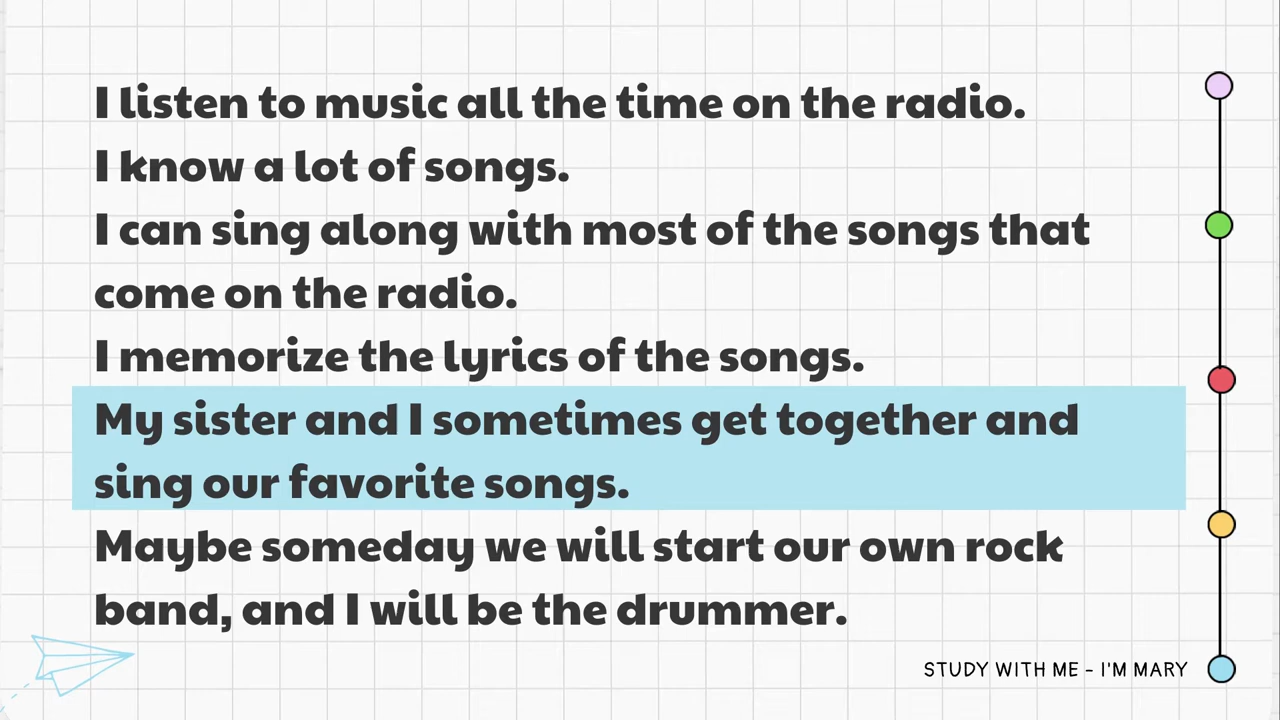 I listen to music all the time on the radio.
I know a lot of songs.
I can sing along with most of the songs that
come on the radio.
I memorize the lyrics of the songs.
My sister and I sometimes get together and
sing our favorite songs.
Maybe someday we will start our own rock
band, and I will be the drummer.
STUDY WITH ME - I'M MARY